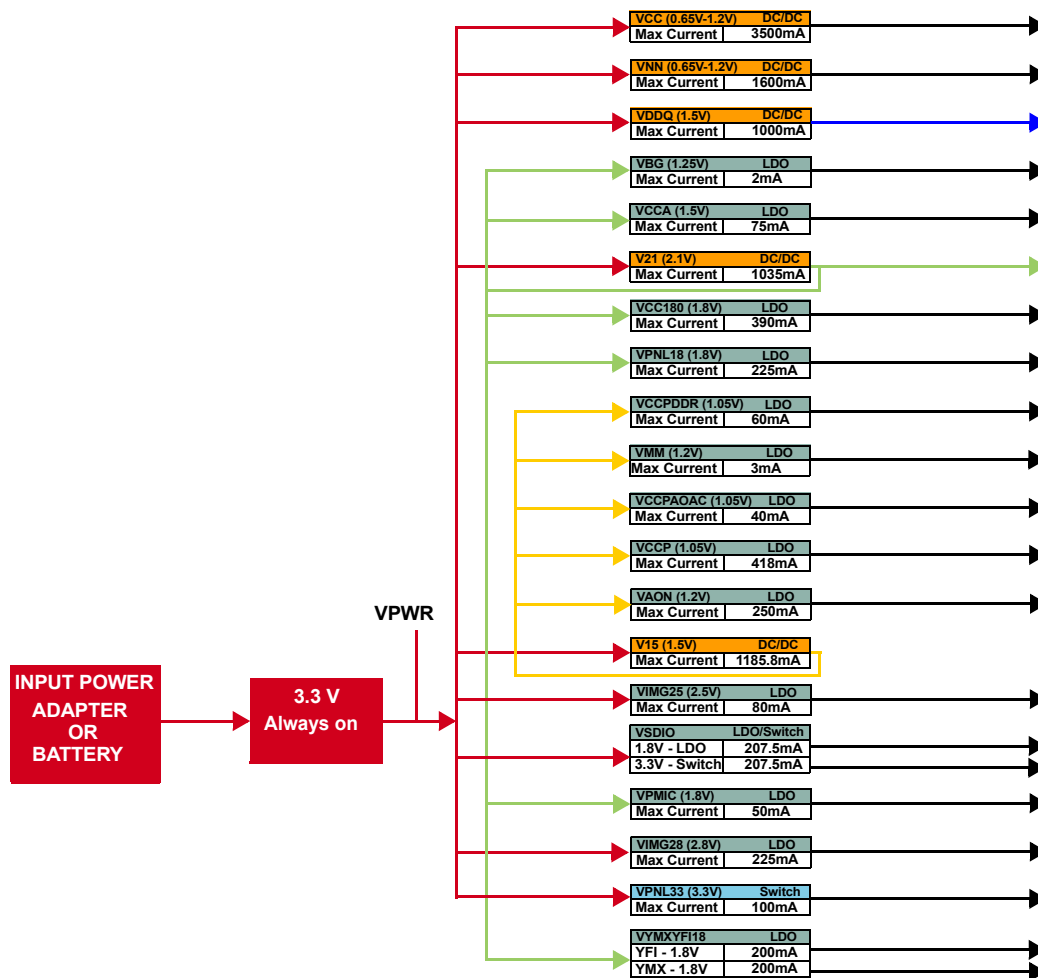 VCC (0.65V-1.2V) DC/DC
Max Current 3500mA
VNN (0.65V-1.2V) DC/DC
Max Current 1600mA
VDDQ (1.5V) DC/DC
Max Current 1000mA
VBG (1.25V) LDO
Max Current 2mA
VCCA (1.5V) LDO
Max Current 75mA
V21 (2.1V) DC/DC
Max Current 1035mA
VCC180 (1.8V) LDO
Max Current 390mA
VPNL18 (1.8V) LDO
Max Current 225mA
VCCPDDR (1.05V) LDO
Max Current 60mA
VMM (1.2V) LDO
Max Current 3mA
VCCPAOAC (1.05V) LDO
Max Current 40mA
VCCP (1.05V) LDO
Max Current 418mA
VAON (1.2V) LDO
Max Current 250mA
VPWR
V15 (1.5V) DC/DC
Max Current 1185.8mA
INPUT POWER
ADAPTER
OR
BATTERY
3.3 V
Always on
VIMG25 (2.5V) LDO
Max Current 80mA
VSDIO LDO/Switch
1.8V - LDO 207.5mA
3.3V - Switch 207.5mA
VPMIC (1.8V) LDO
Max Current 50mA
VIMG28 (2.8V) LDO
Max Current 225mA
VPNL33 (3.3V) Switch
Max Current 100mA
VYMXYFI18 LDO
YFI - 1.8V 200mA
YMX - 1.8V 200mA